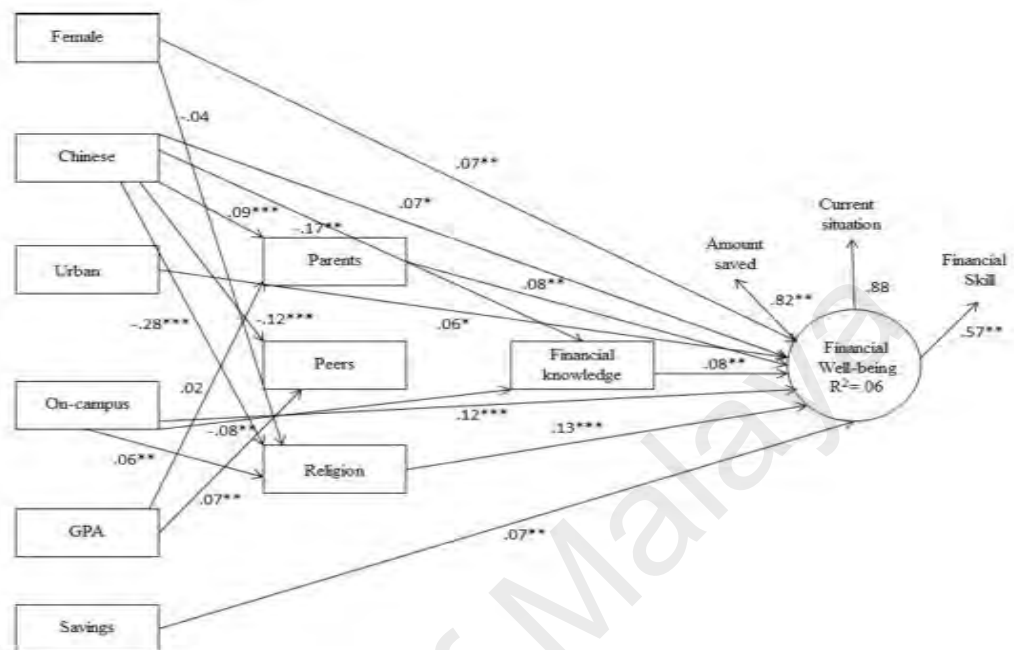 Female
-.04
Chinese
.07**
.07*
.09***
-.17**
Current
situation
Amount
saved
Financial
Skill
Urban
Parents
.08**
.82**
.88
.57**
-.28***
-.12***
.06*
Peers
Financial
knowledge
.08**
Financial
Well-being
R²=.06
On-campus
.02
-.08**
.12***
.13***
.06**
Religion
.07**
GPA
.07**
Savings
of Malaya